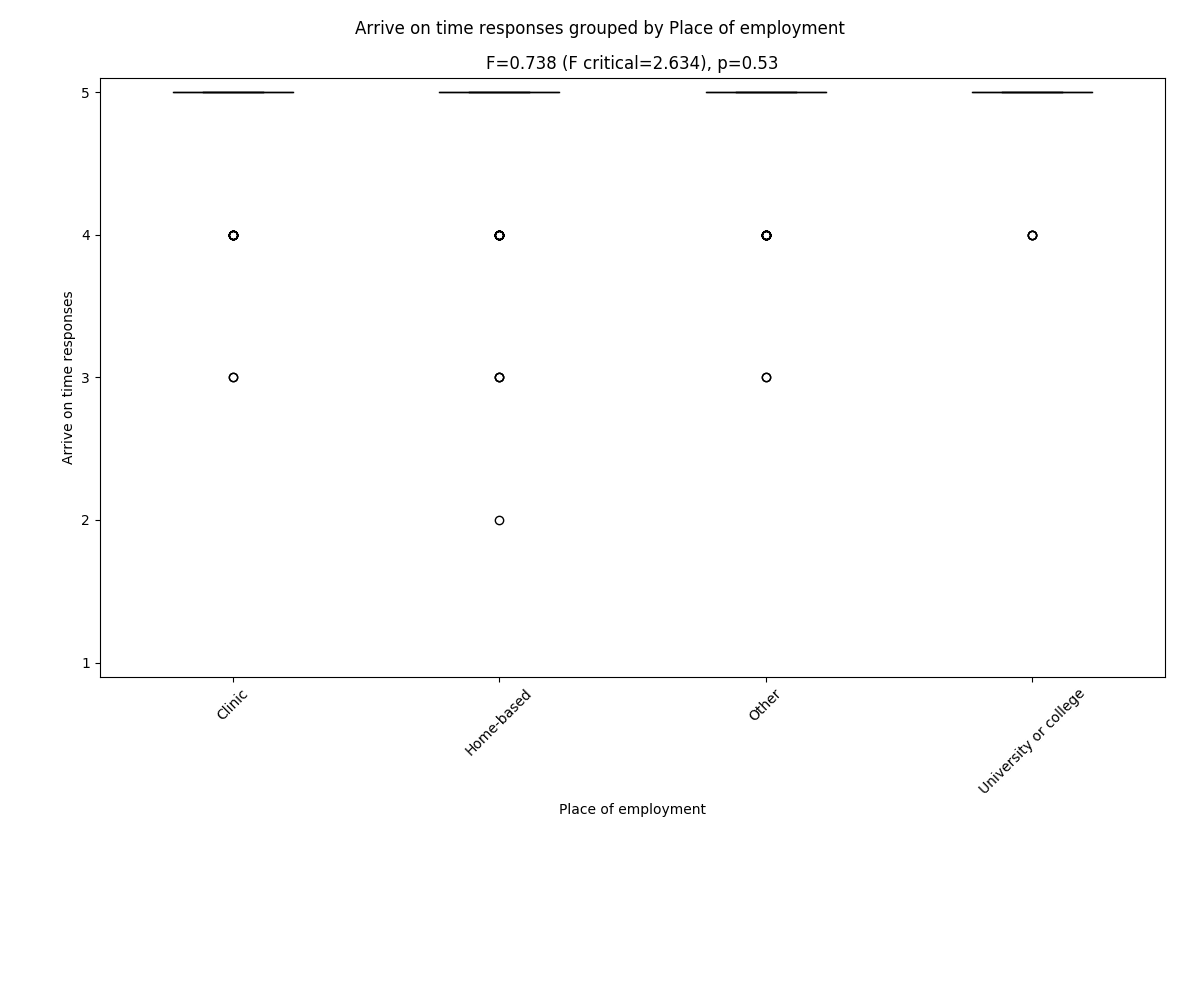 Arrive on time responses grouped by Place of employment
F=0.738 (F critical=2.634), p=0.53
5
4
3
2
1
Arrive on time responses
Clinic
Home-based
Other
University or college
Place of employment